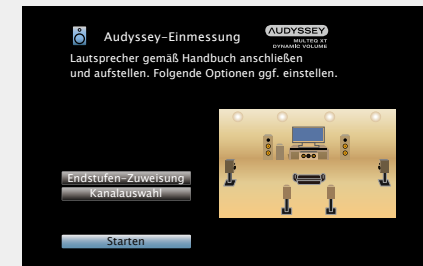 Audyssey-Einmessung
AUDYSSEY
MULTEQ XT
DYNAMIC VOLUME
Lautsprecher gemäß Handbuch anschließen
und aufstellen. Folgende Optionen ggf. einstellen.
Endstufen-Zuweisung
Kanalauswahl
Starten